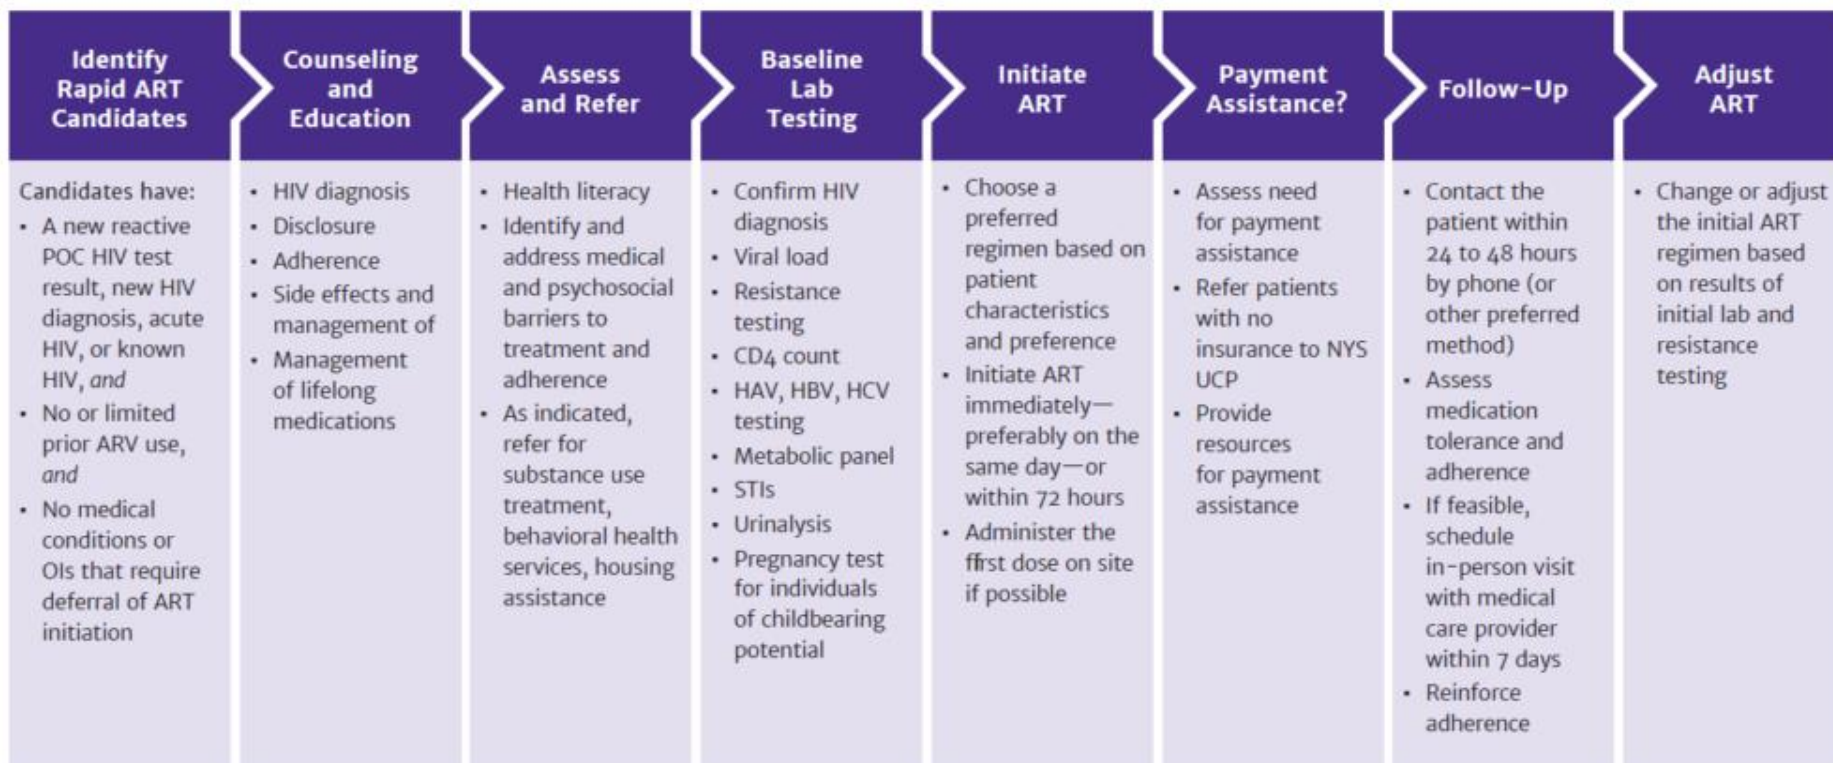 Identify
Rapid ART
Candidates
Candidates have:
• A new reactive
POC HIV test
result, new HIV
diagnosis, acute
HIV, or known
HIV, and
• No or limited
prior ARV use,
and
• No medical
conditions or
OIs that require
deferral of ART
initiation
Counseling
and
Education
• HIV diagnosis
• Disclosure
• Adherence
• Side effects and
management of
• Management
of lifelong
medications
Assess
and Refer
• Health literacy
• Identify and
address medical
and psychosocial
barriers to
treatment and
adherence
• As indicated,
refer for
substance use
treatment,
behavioral health
services, housing
assistance
Baseline
Lab
Testing
• Confirm HIV
diagnosis
• Viral load
• Resistance
testing
• CD4 count
• HAV, HBV, HCV
testing
• Metabolic panel
• STIs
• Urinalysis
• Pregnancy test
for individuals
of childbearing
potential
Initiate
ART
• Choose a
preferred
regimen based on
patient
characteristics
and preference
• Initiate ART
immediately—
preferably on the
same day—or
within 72 hours
• Administer the
ffrst dose on site
if possible
Payment
Assistance?
• Assess need
for payment
assistance
• Refer patients
with no
insurance to NYS
UCP
• Provide
resources
for payment
assistance
Follow-Up
• Contact the
patient within
24 to 48 hours
by phone (or
other preferred
method)
• Assess
medication
tolerance and
adherence
• If feasible,
schedule
in-person visit
with medical
care provider
within 7 days
• Reinforce
adherence
Adjust
ART
• Change or adjust
the initial ART
regimen based
on results of
initial lab and
resistance
testing